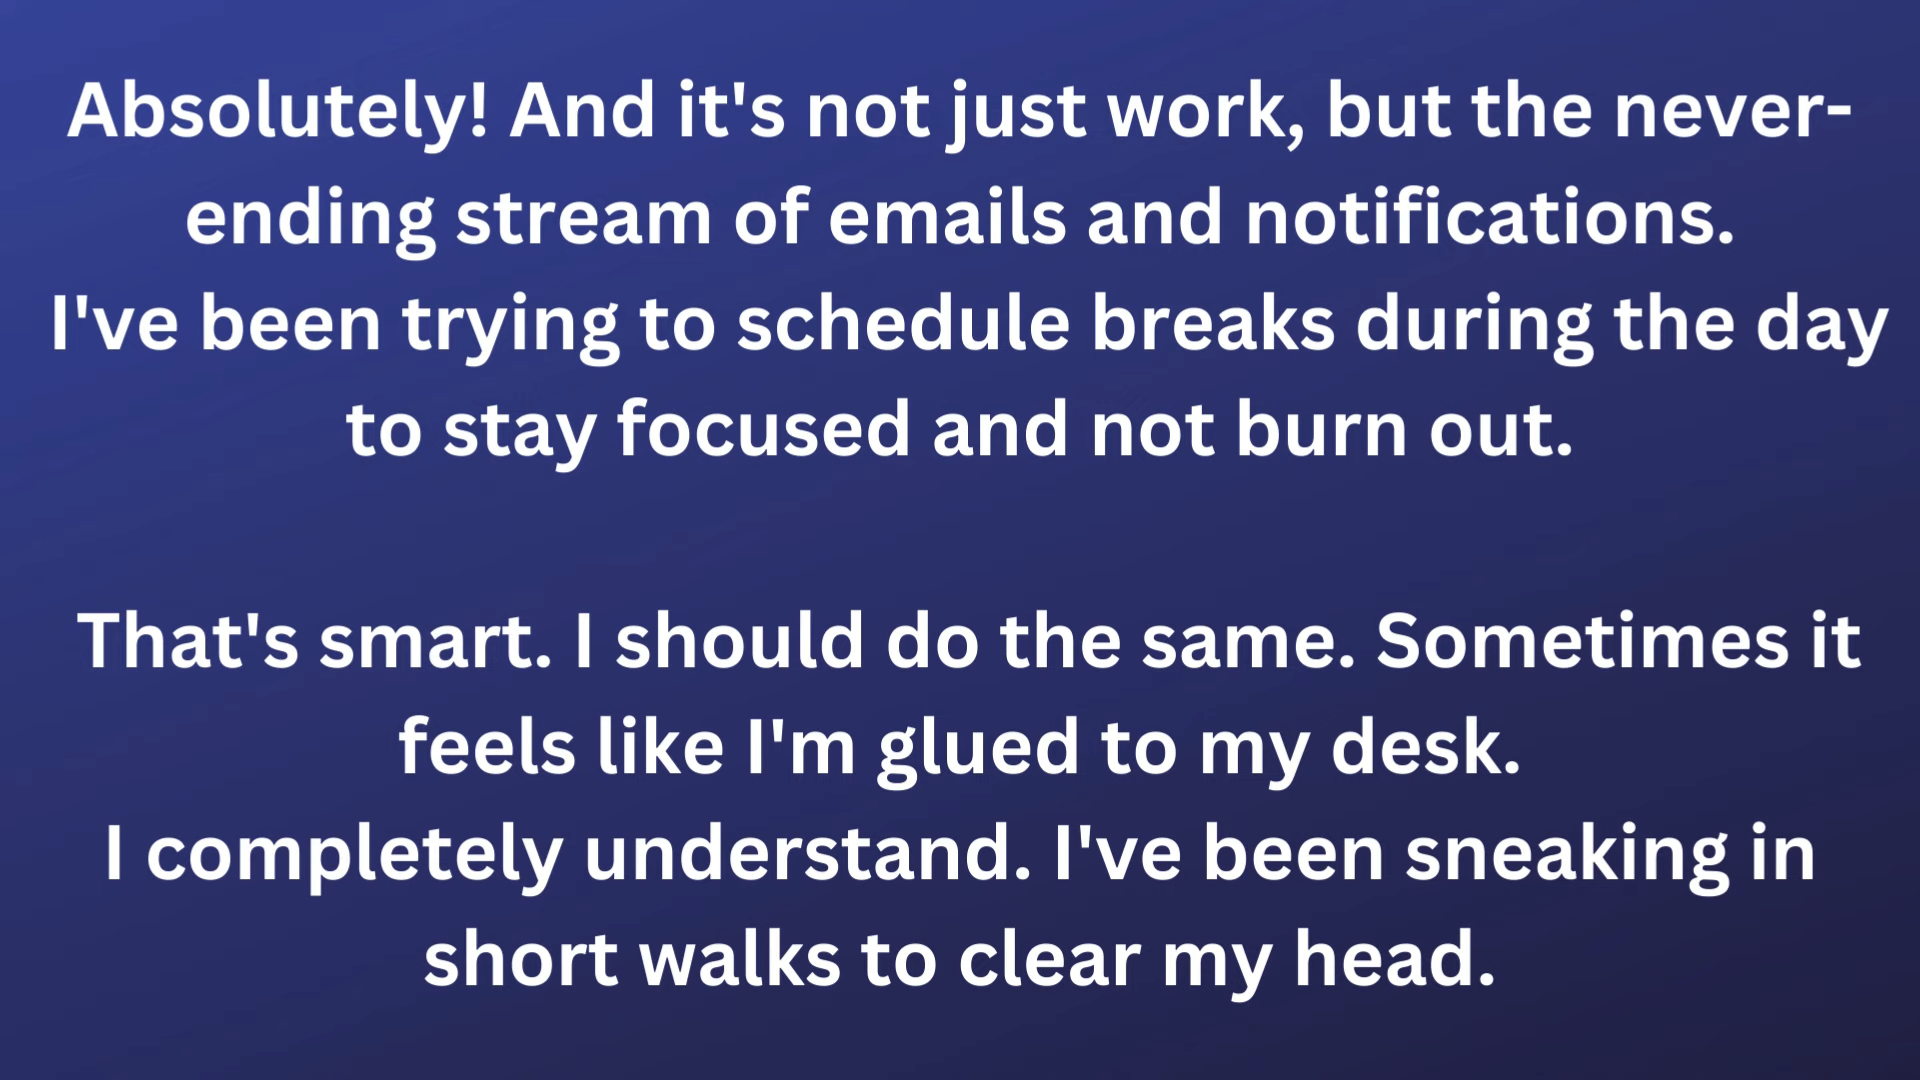 Absolutely! And it's not just work, but the never-
ending stream of emails and notifications.
I've been trying to schedule breaks during the day
to stay focused and not burn out.
That's smart. I should do the same. Sometimes it
feels like I'm glued to my desk.
I completely understand. I've been sneaking in
short walks to clear my head.